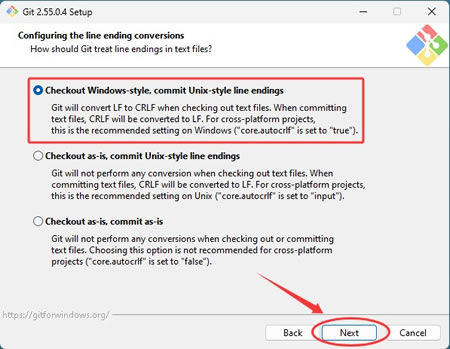 Git 2.55.0.4 Setup
Configuring the line ending conversions
How should Git treat line endings in text files?
Checkout Windows-style, commit Unix-style line endings
Git will convert LF to CRLF when checking out text files. When committing
text files, CRLF will be converted to LF. For cross-platform projects,
this is the recommended setting on Windows ("core.autocrlf" is set to "true").
Checkout as-is, commit Unix-style line endings
Git will not perform any conversion when checking out text files. When
committing text files, CRLF will be converted to LF. For cross-platform projects,
this is the recommended setting on Unix ("core.autocrlf" is set to "input").
Checkout as-is, commit as-is
Git will not perform any conversions when checking out or committing
text files. Choosing this option is not recommended for cross-platform
projects ("core.autocrlf" is set to "false").
https://gitforwindows.org/
Back Next Cancel